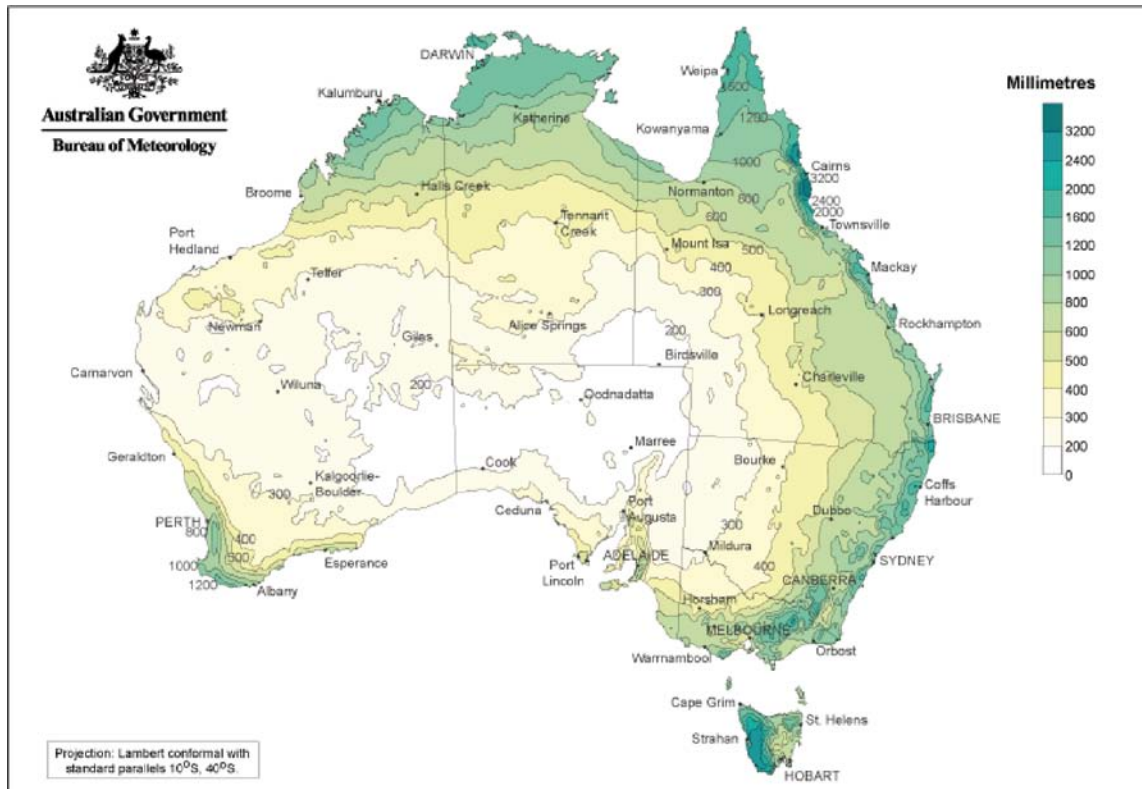 Australian Government
Bureau of Meteorology
DARWIN
Kalumburu
Katherine
Weipa
1600
Kowanyama
1200
1000
Cairns
3200
2400
2000
Normanton
800
Townsville
Broome
Halls Creek
600
Tennant
Creek
Mount Isa
500
Mackay
Port
Hedland
Telfer
400
300
Longreach
Newman
Alice Springs
Rockhampton
Giles
200
Birdsville
Carnarvon
Wiluna
200
Oodnadatta
Charleville
BRISBANE
Marree
Geraldton
Cook
Bourke
Kalgoorlie-
Boulder
300
Coffs
Harbour
Ceduna
Port
Augusta
Dubbo
PERTH
800
400
300
500
ADELAIDE
Mildura
SYDNEY
Esperance
Port
Lincoln
400
1000
1200
Albany
CANBERRA
Horsham
MELBOURNE
Warrnambool
Orbost
Cape Grim
St. Helens
Strahan
HOBART
Millimetres
3200
2400
2000
1600
1200
1000
800
600
500
400
300
200
0
Projection: Lambert conformal with
standard parallels 10°S, 40°S.